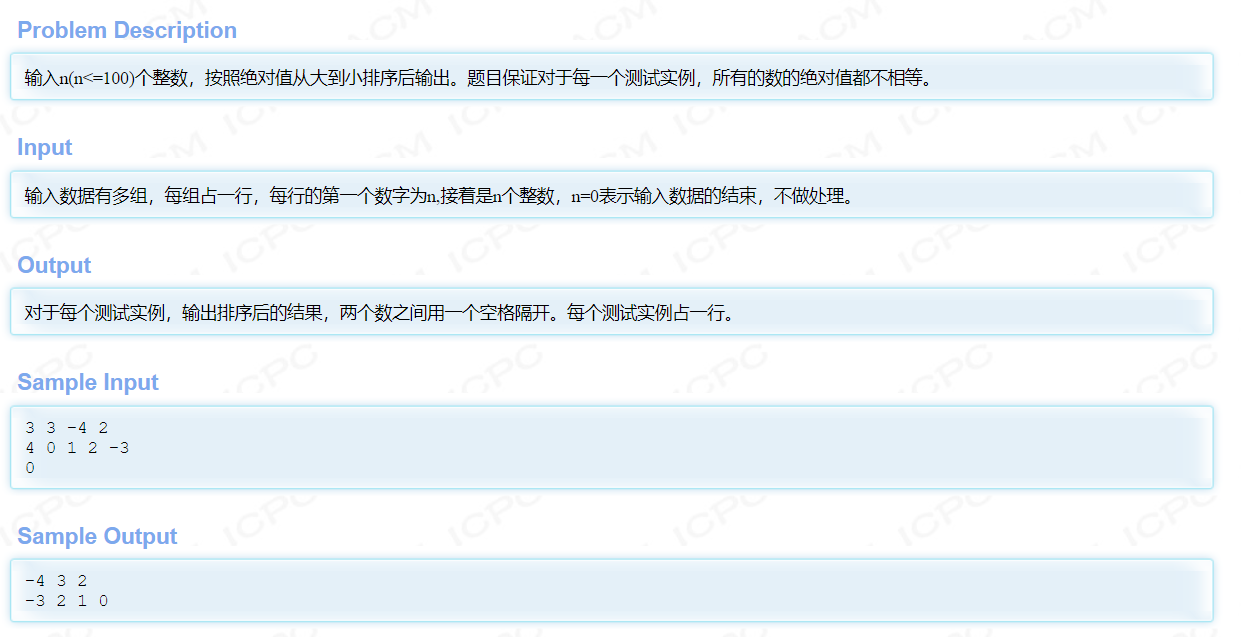 Problem Description
输入n(n<=100)个整数，按照绝对值从大到小排序后输出。题目保证对于每一个测试实例，所有的数的绝对值都不相等。
Input
输入数据有多组，每组占一行，每行的第一个数字为n,接着是n个整数，n=0表示输入数据的结束，不做处理。
Output
对于每个测试实例，输出排序后的结果，两个数之间用一个空格隔开。每个测试实例占一行。
Sample Input
3 3 -4 2
4 0 1 2 -3
0
Sample Output
-4 3 2
-3 2 1 0